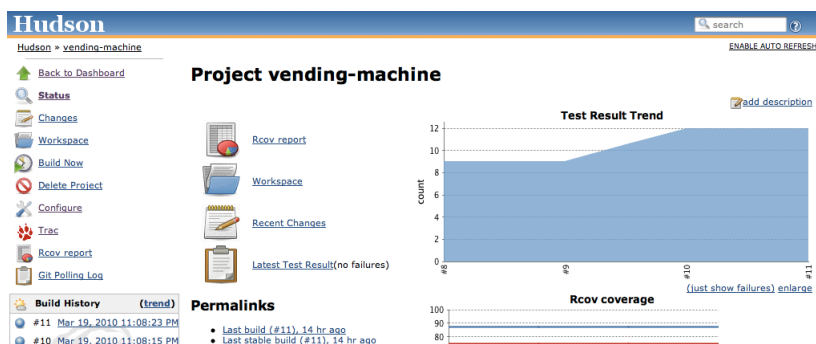 Hudson
search
Hudson » vending-machine
ENABLE AUTO REFRESH
Back to Dashboard
Status
Changes
Workspace
Build Now
Delete Project
Configure
Trac
Rcov report
Git Polling Log
Build History (trend)
#11 Mar 19, 2010 11:08:23 PM
#10 Mar 19, 2010 11:08:15 PM
Project vending-machine
add description
Rcov report
Workspace
Recent Changes
Latest Test Result(no failures)
Permalinks
• Last build (#11), 14 hr ago
• Last stable build (#11), 14 hr ago
Test Result Trend
count
12
10
8
6
4
2
0
#8
#9
#10
#11
(just show failures) enlarge
Rcov coverage
100
90
80